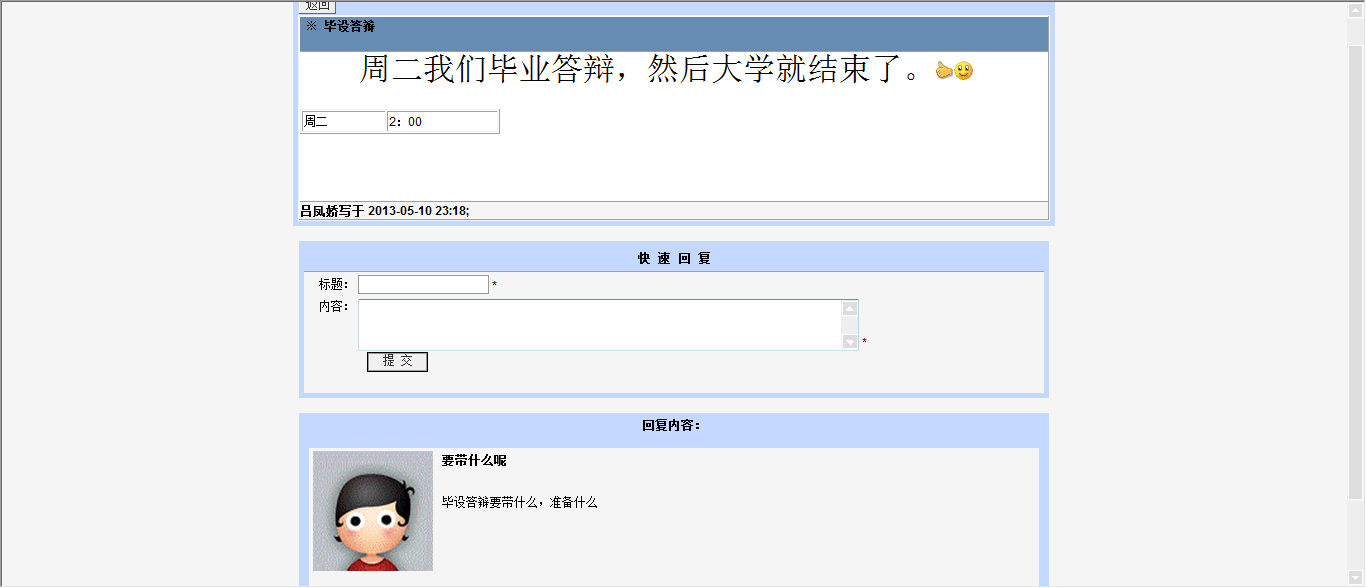 返回
※ 毕设答辩
周二我们毕业答辩，然后大学就结束了。
周二 2：00
吕凤娇写于 2013-05-10 23:18;
快 速 回 复
标题： *
内容： *
提 交
回复内容：
要带什么呢
毕设答辩要带什么，准备什么